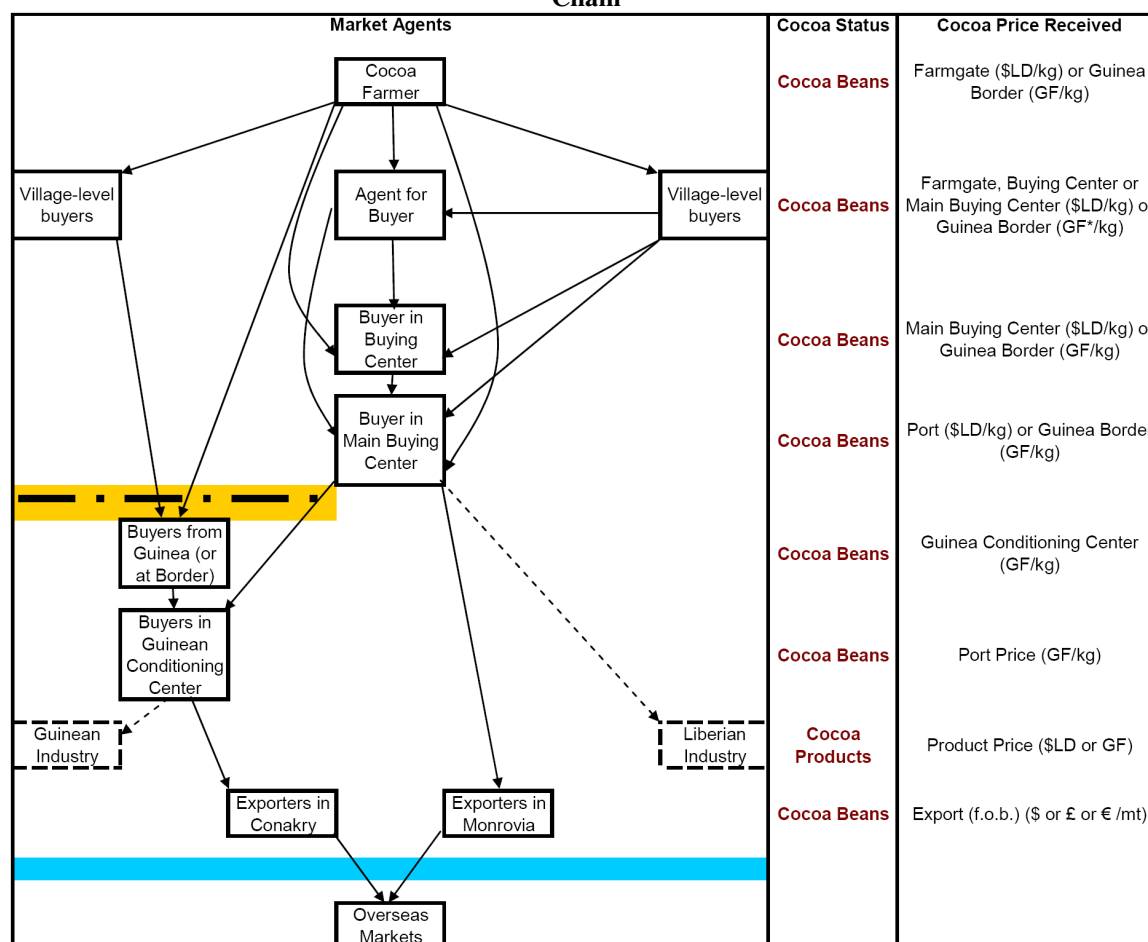 Chain
Market Agents
Cocoa Status
Cocoa Price Received
Cocoa
Farmer
Cocoa Beans
Farmgate ($LD/kg) or Guinea
Border (GF/kg)
Village-level
buyers
Agent for
Buyer
Village-level
buyers
Cocoa Beans
Farmgate, Buying Center or
Main Buying Center ($LD/kg) o
Guinea Border (GF*/kg)
Buyer in
Buying
Center
Cocoa Beans
Main Buying Center ($LD/kg) o
Guinea Border (GF/kg)
Buyer in
Main Buying
Center
Cocoa Beans
Port ($LD/kg) or Guinea Borde
(GF/kg)
Buyers from
Guinea (or
at Border)
Cocoa Beans
Guinea Conditioning Center
(GF/kg)
Buyers in
Guinean
Conditioning
Center
Cocoa Beans
Port Price (GF/kg)
Guinean
Industry
Liberian
Industry
Cocoa
Products
Product Price ($LD or GF)
Exporters in
Conakry
Exporters in
Monrovia
Cocoa Beans
Export (f.o.b.) ($ or £ or € /mt)
Overseas
Markets